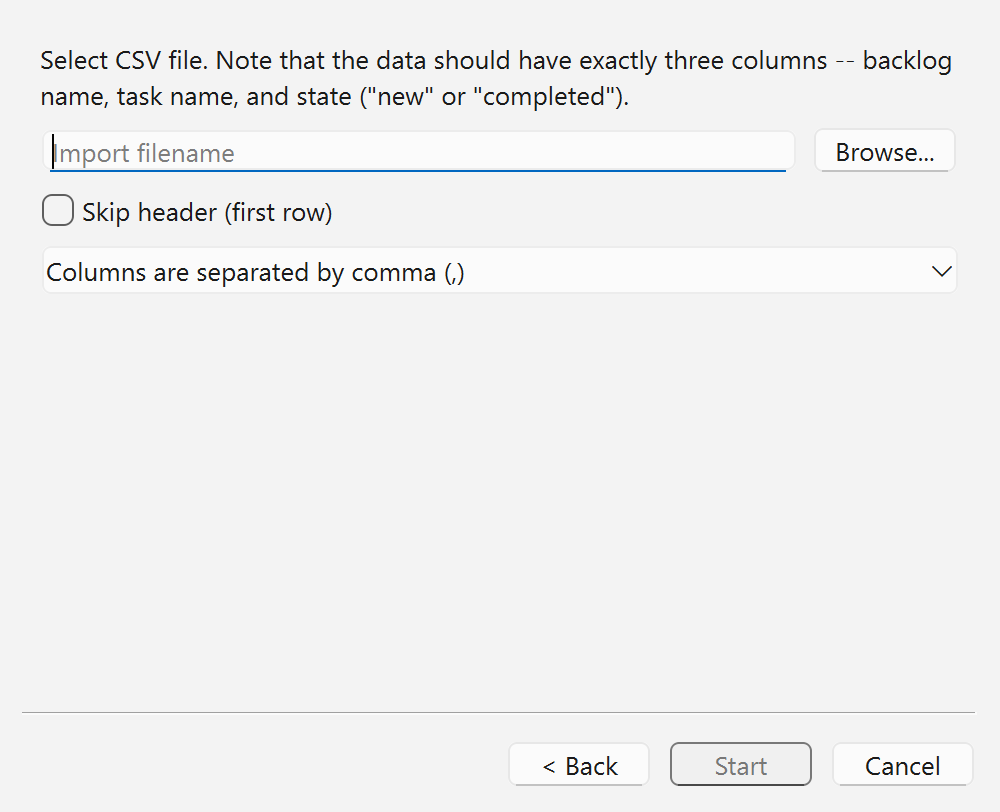 Select CSV file. Note that the data should have exactly three columns -- backlog
name, task name, and state ("new" or "completed").
Import filename
Browse...
Skip header (first row)
Columns are separated by comma (,)
< Back
Start
Cancel